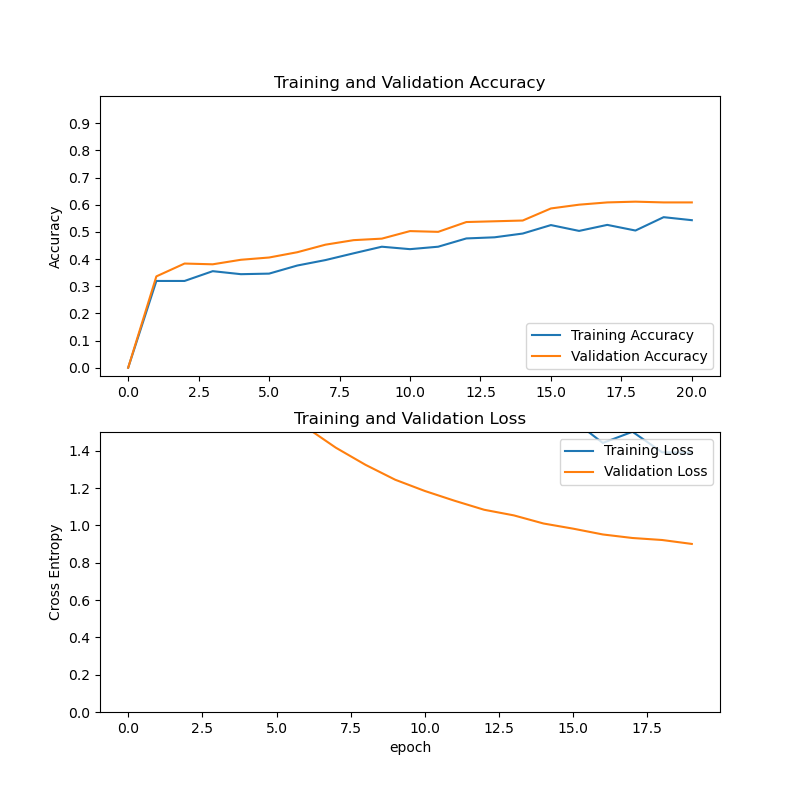 Training and Validation Accuracy
Accuracy
0.9
0.8
0.7
0.6
0.5
0.4
0.3
0.2
0.1
0.0
Training Accuracy
Validation Accuracy
0.0 2.5 5.0 7.5 10.0 12.5 15.0 17.5 20.0
Training and Validation Loss
Cross Entropy
1.4
1.2
1.0
0.8
0.6
0.4
0.2
0.0
Training Loss
Validation Loss
0.0 2.5 5.0 7.5 10.0 12.5 15.0 17.5
epoch